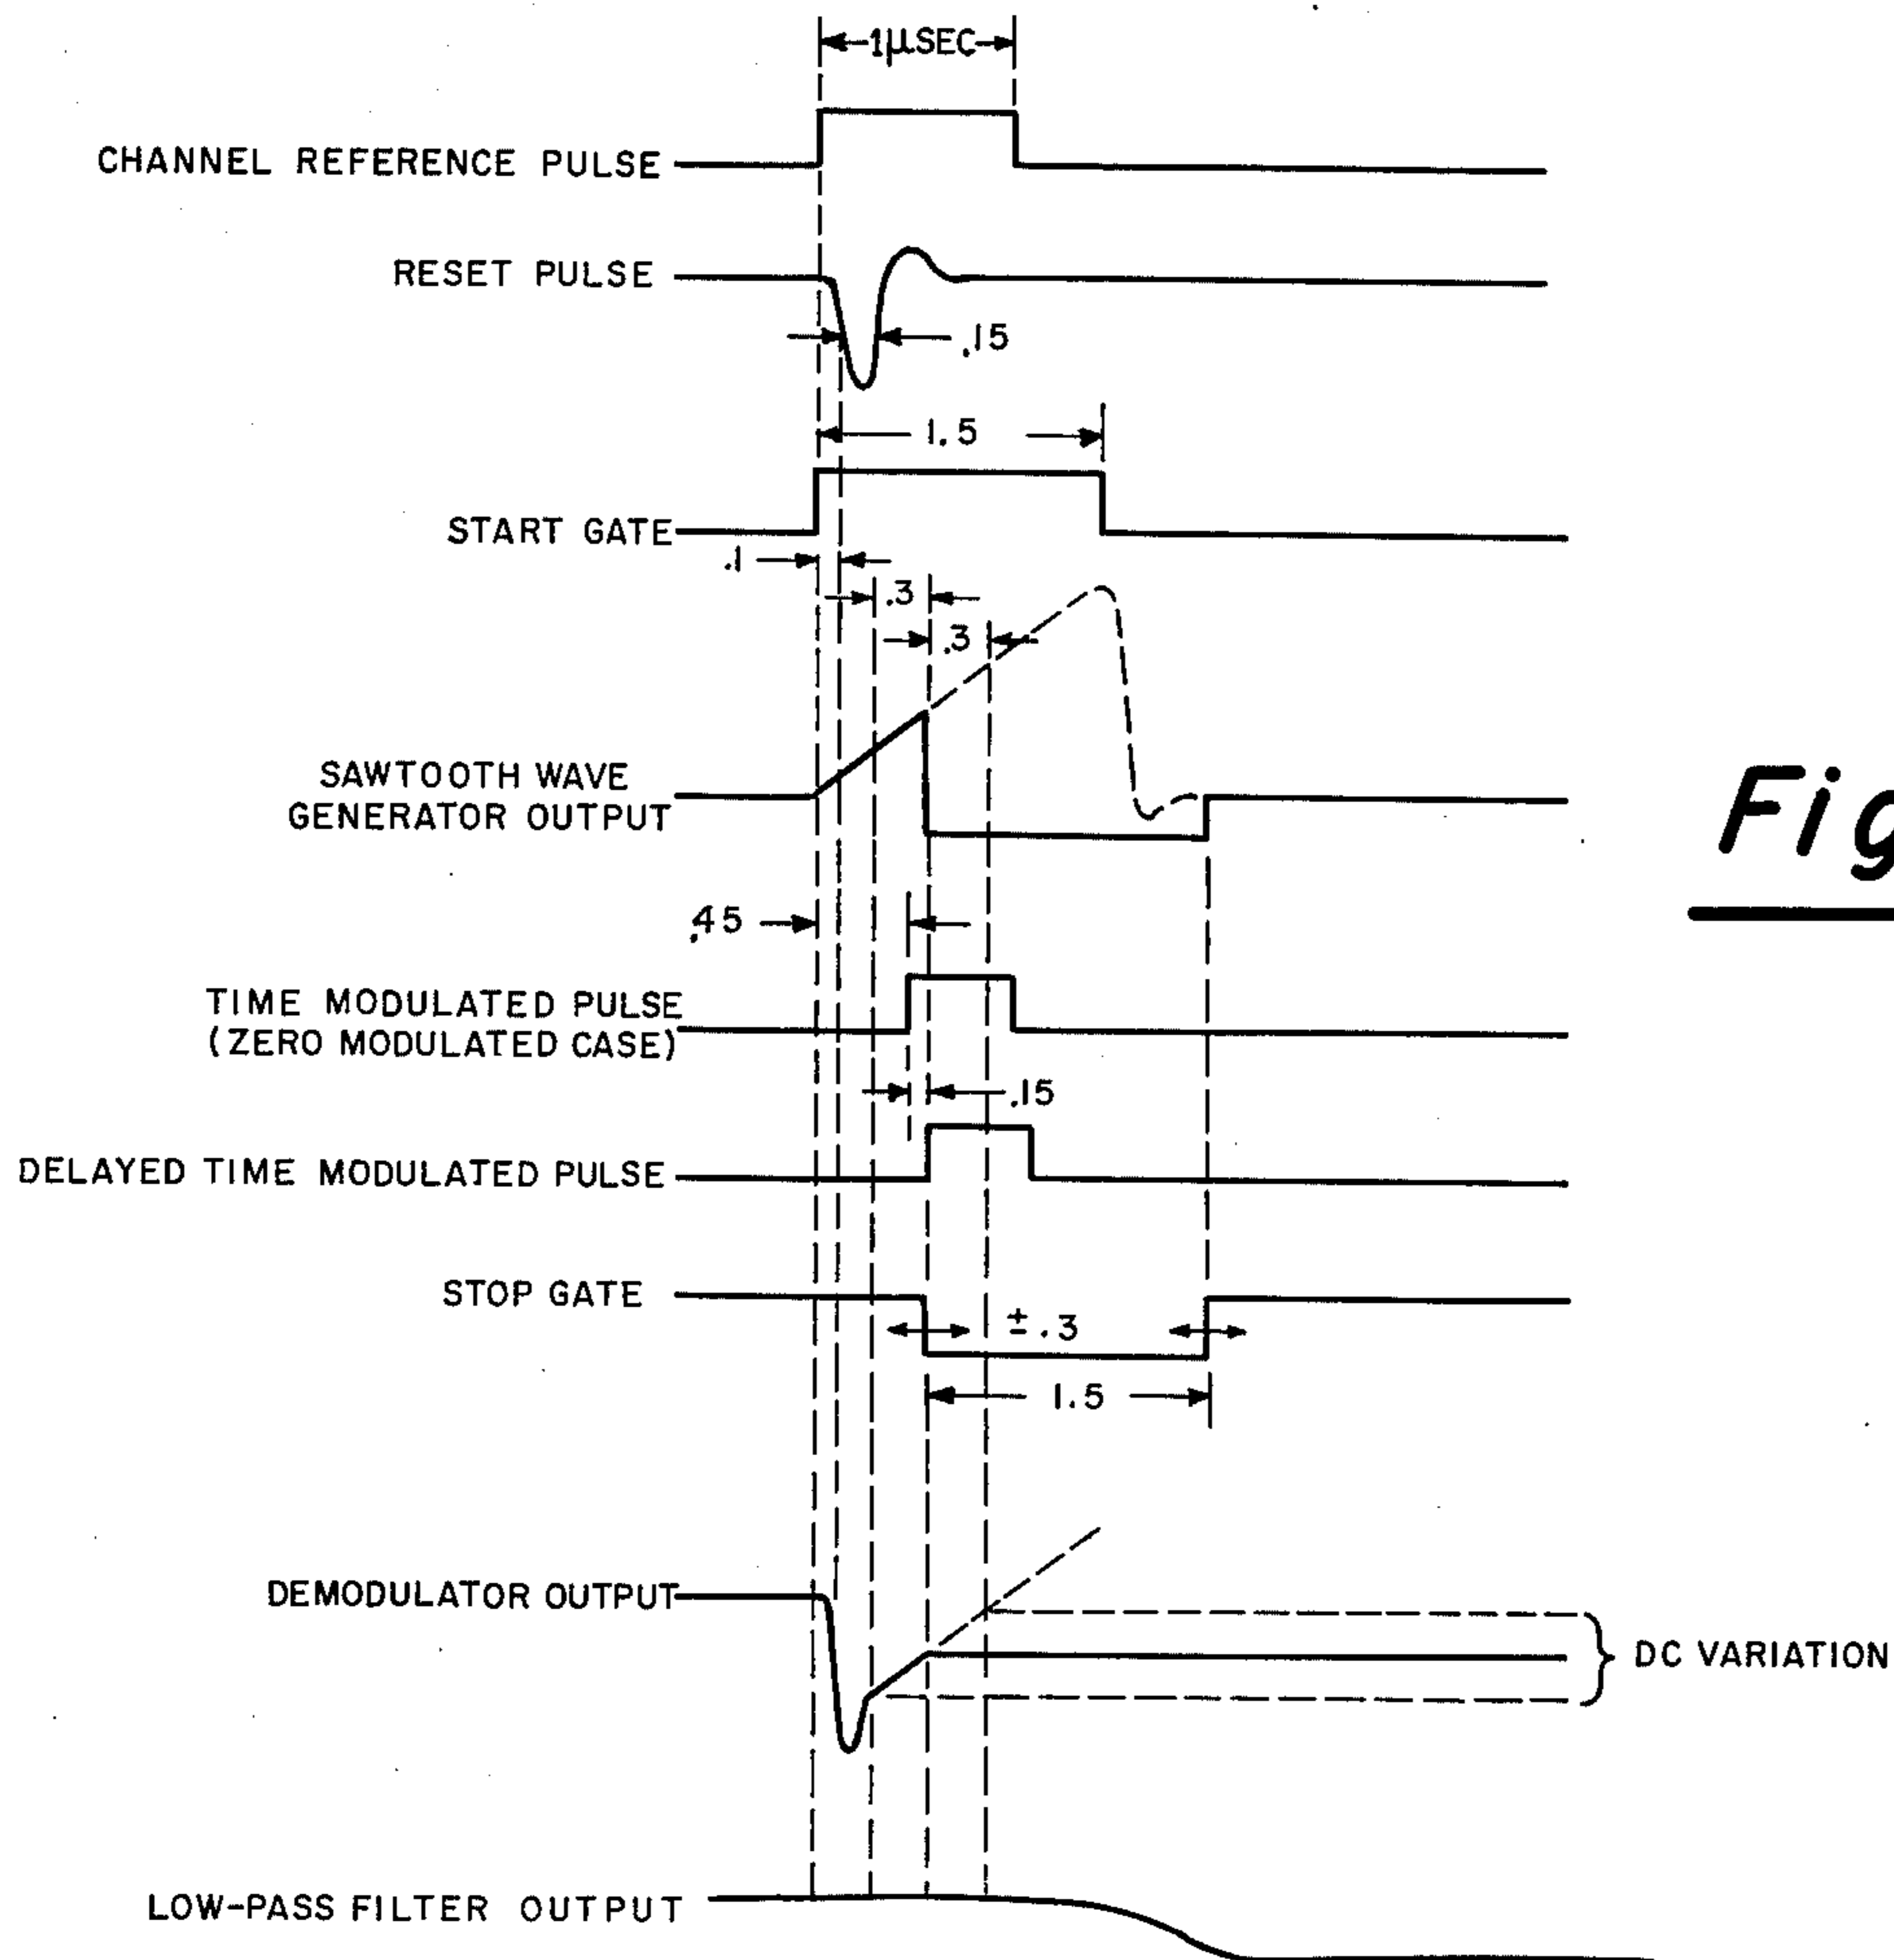 1μSEC
CHANNEL REFERENCE PULSE
RESET PULSE
.15
1.5
START GATE
.1
.3
.3
SAWTOOTH WAVE
GENERATOR OUTPUT
Fig
.45
TIME MODULATED PULSE
(ZERO MODULATED CASE)
.15
DELAYED TIME MODULATED PULSE
STOP GATE
±.3
1.5
DEMODULATOR OUTPUT
DC VARIATION
LOW-PASS FILTER OUTPUT